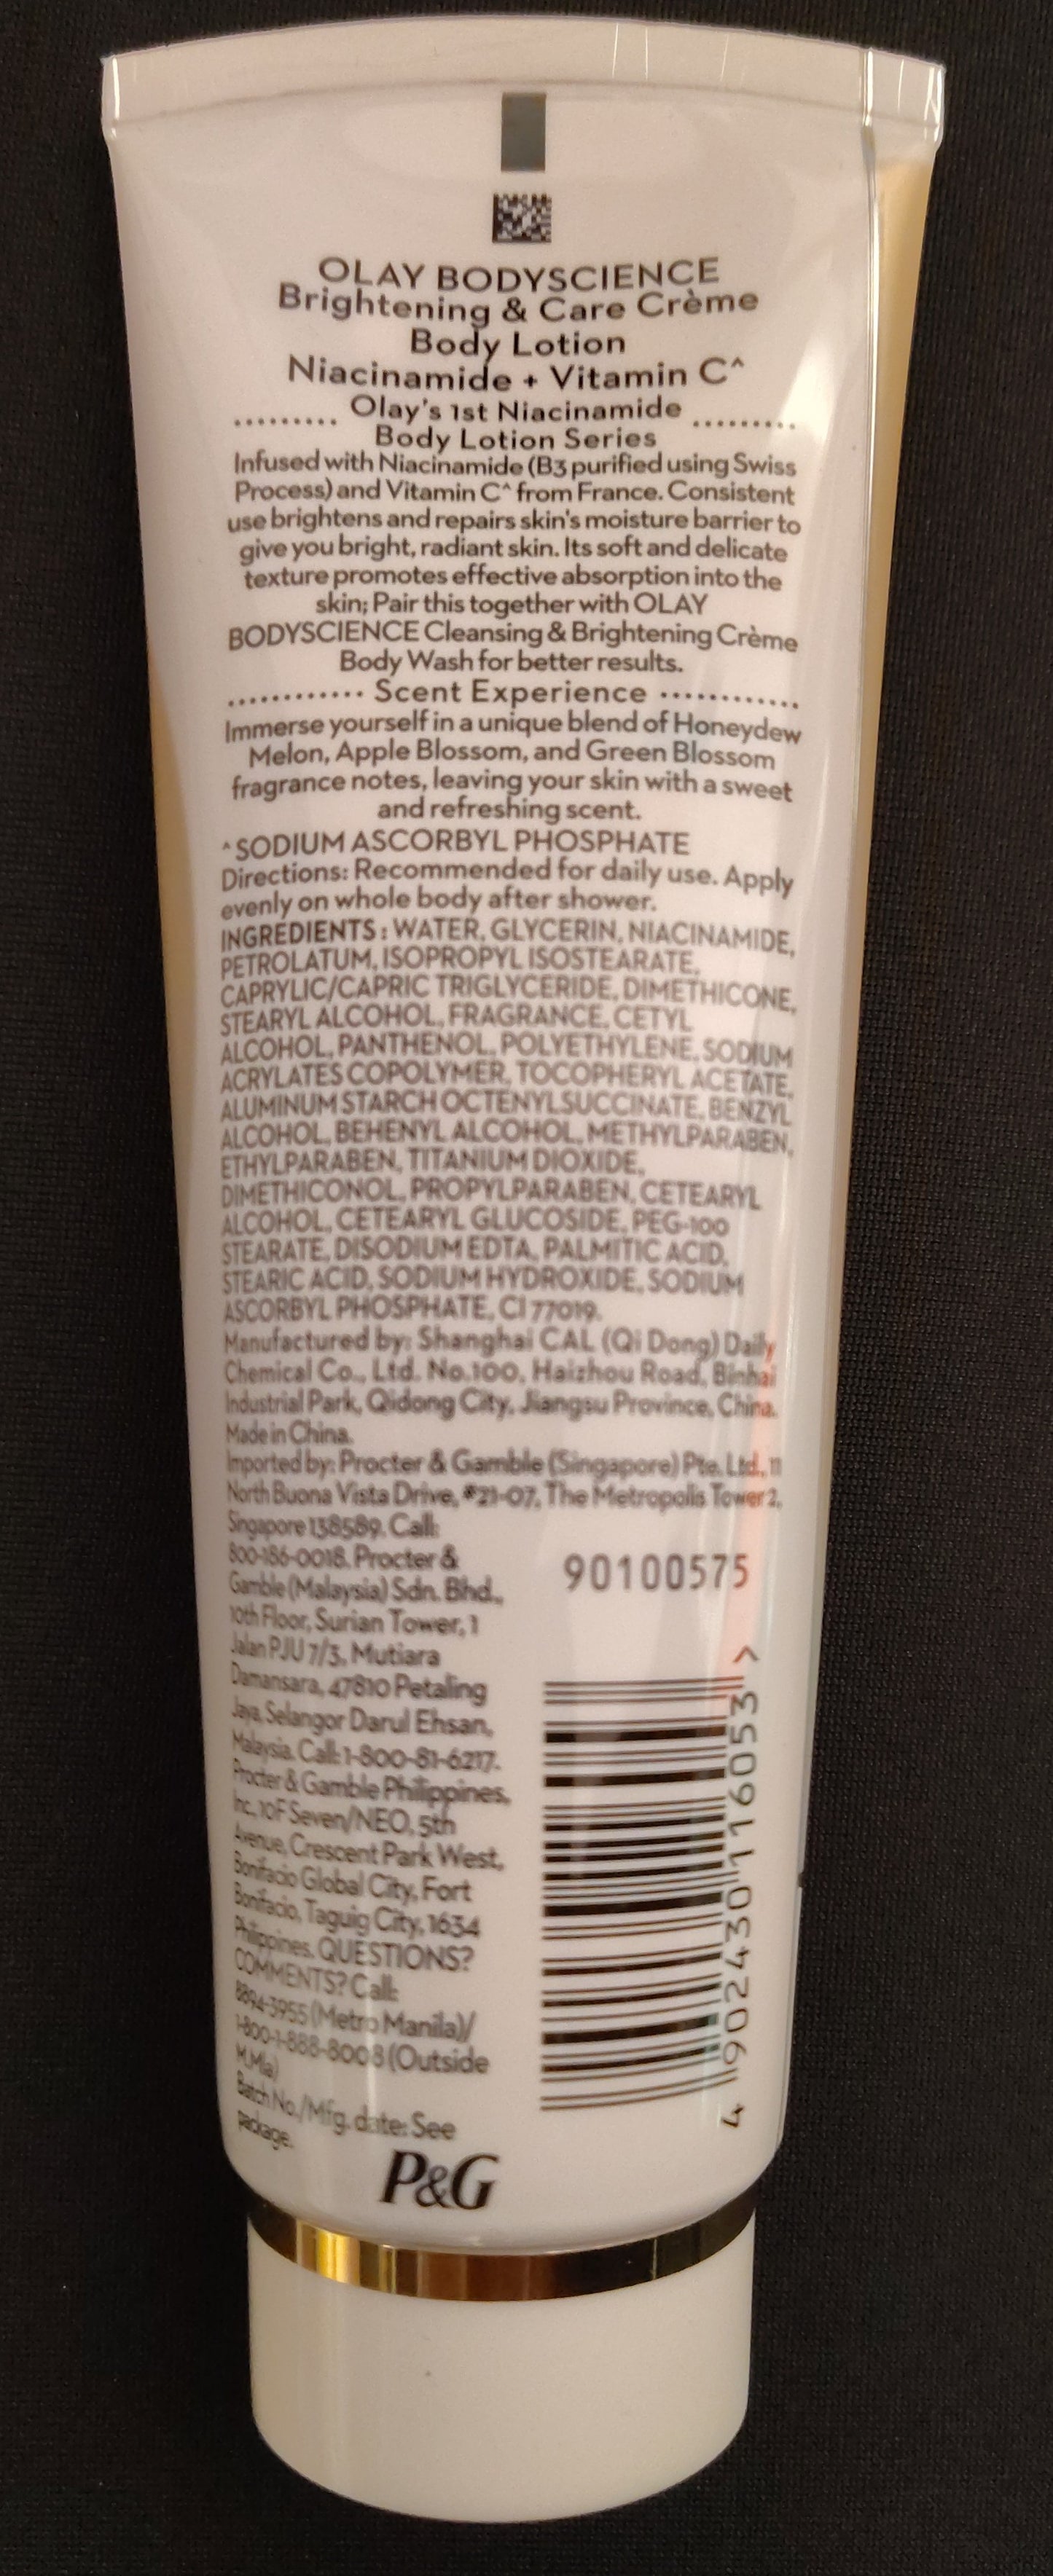 OLAY BODYSCIENCE
Brightening & Care Crème
Body Lotion
Niacinamide + Vitamin C^
......... Olay's 1st Niacinamide .........
Body Lotion Series
Infused with Niacinamide (B3 purified using Swiss
Process) and Vitamin C^ from France. Consistent
use brightens and repairs skin's moisture barrier to
give you bright, radiant skin. Its soft and delicate
texture promotes effective absorption into the
skin; Pair this together with OLAY
BODYSCIENCE Cleansing & Brightening Crème
Body Wash for better results.
............ Scent Experience ............
Immerse yourself in a unique blend of Honeydew
Melon, Apple Blossom, and Green Blossom
fragrance notes, leaving your skin with a sweet
and refreshing scent.
^SODIUM ASCORBYL PHOSPHATE
Directions: Recommended for daily use. Apply
evenly on whole body after shower.
INGREDIENTS : WATER, GLYCERIN, NIACINAMIDE,
PETROLATUM, ISOPROPYL ISOSTEARATE,
CAPRYLIC/CAPRIC TRIGLYCERIDE, DIMETHICONE,
STEARYL ALCOHOL, FRAGRANCE, CETYL
ALCOHOL, PANTHENOL, POLYETHYLENE, SODIUM
ACRYLATES COPOLYMER, TOCOPHERYL ACETATE,
ALUMINUM STARCH OCTENYLSUCCINATE, BENZYL
ALCOHOL, BEHENYL ALCOHOL, METHYLPARABEN,
ETHYLPARABEN, TITANIUM DIOXIDE,
DIMETHICONOL, PROPYLPARABEN, CETEARYL
ALCOHOL, CETEARYL GLUCOSIDE, PEG-100
STEARATE, DISODIUM EDTA, PALMITIC ACID,
STEARIC ACID, SODIUM HYDROXIDE, SODIUM
ASCORBYL PHOSPHATE, CI 77019.
Manufactured by: Shanghai CAL (Qi Dong) Daily
Chemical Co., Ltd. No.100, Haizhou Road, Binhai
Industrial Park, Qidong City, Jiangsu Province, China.
Made in China.
Imported by: Procter & Gamble (Singapore) Pte. Ltd., 11
North Buona Vista Drive, #21-07, The Metropolis Tower 2,
Singapore 138589. Call:
800-186-0018. Procter &
Gamble (Malaysia) Sdn. Bhd.,
10th Floor, Surian Tower, 1
Jalan PJU 7/3, Mutiara
Damansara, 47810 Petaling
Jaya, Selangor Darul Ehsan,
Malaysia. Call: 1-800-81-6217.
Procter & Gamble Philippines,
Inc., 10F Seven/NEO, 5th
Avenue, Crescent Park West,
Bonifacio Global City, Fort
Bonifacio, Taguig City, 1634
Philippines. QUESTIONS?
COMMENTS? Call:
8894-3955 (Metro Manila)/
1-800-1-888-8008 (Outside
M.Mla)
Batch No./Mfg. date: See
package.
90100575
4 902430 116053 >
P&G